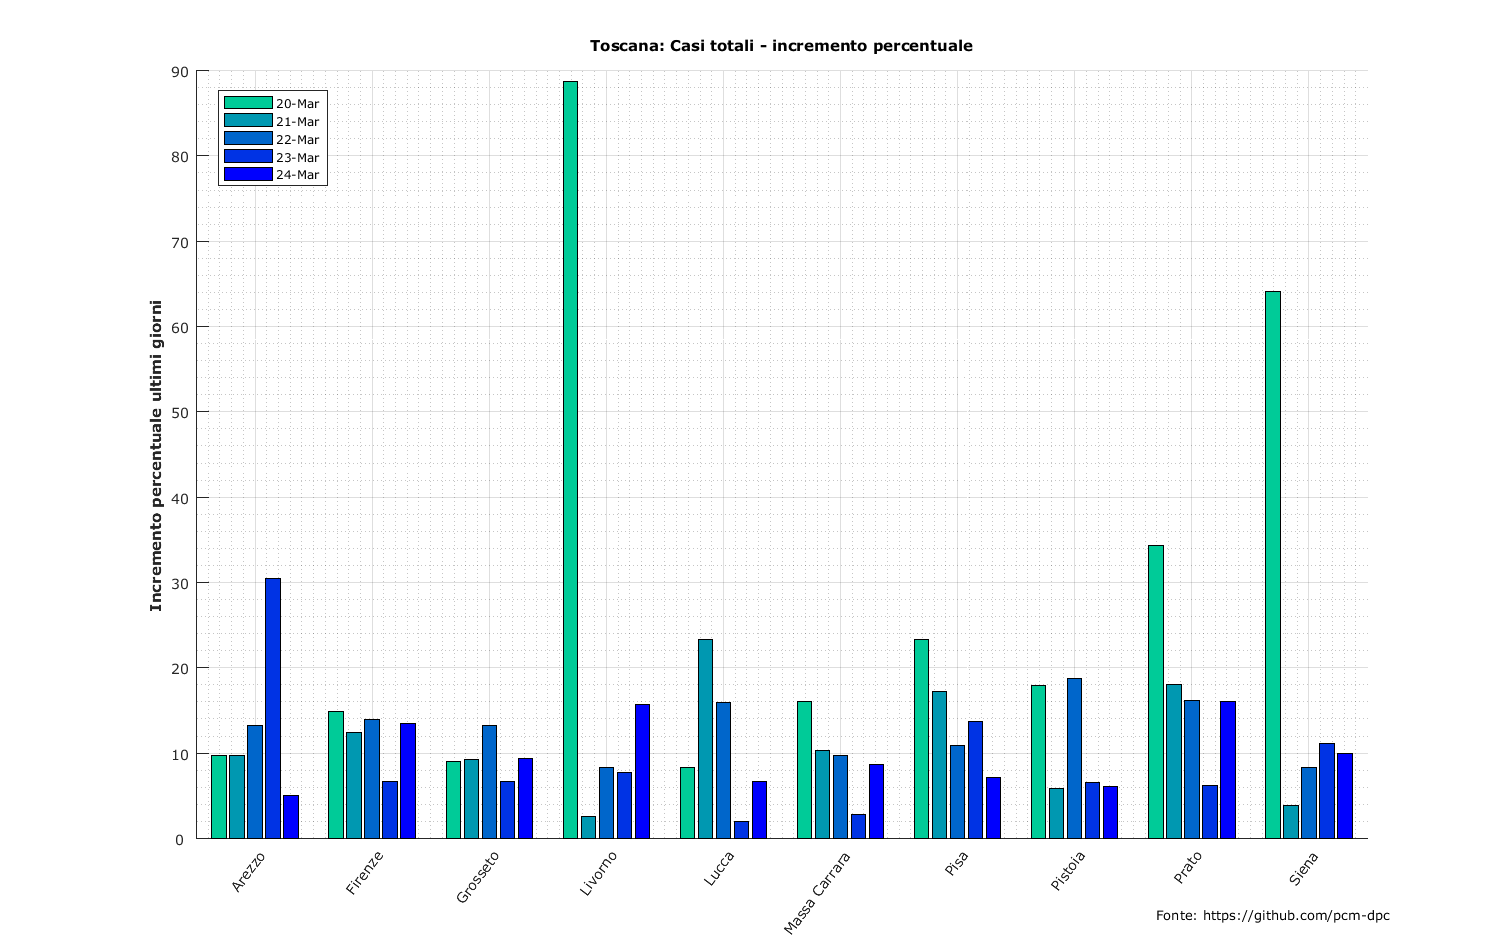 Toscana: Casi totali - incremento percentuale
Incremento percentuale ultimi giorni
90
80
70
60
50
40
30
20
10
0
20-Mar
21-Mar
22-Mar
23-Mar
24-Mar
Arezzo
Firenze
Grosseto
Livorno
Lucca
Massa Carrara
Pisa
Pistoia
Prato
Siena
Fonte: https://github.com/pcm-dpc